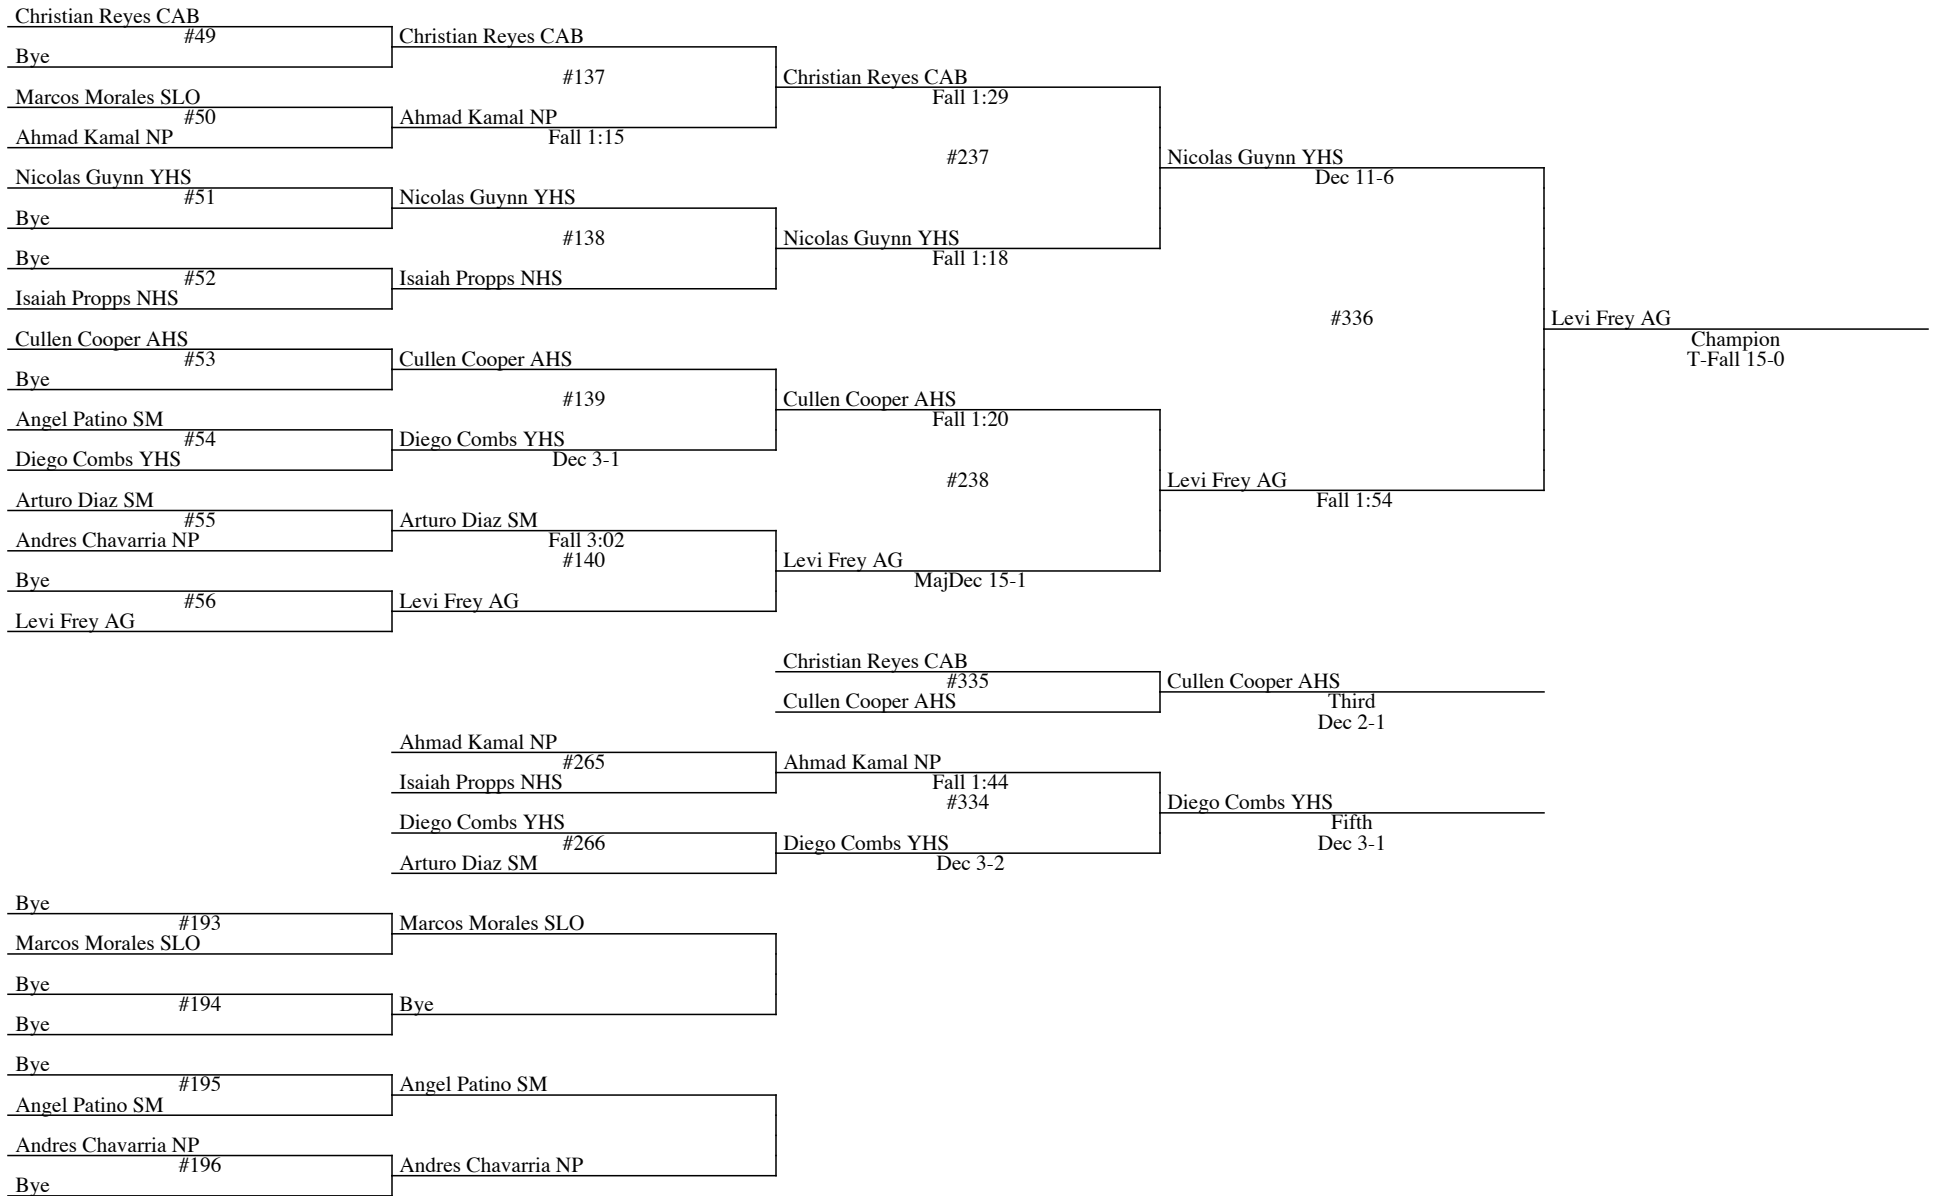 Christian Reyes CAB
#49
Bye
Marcos Morales SLO
#50
Ahmad Kamal NP
Nicolas Guynn YHS
#51
Bye
Bye
#52
Isaiah Propps NHS
Cullen Cooper AHS
#53
Bye
Angel Patino SM
#54
Diego Combs YHS
Arturo Diaz SM
#55
Andres Chavarria NP
Bye
#56
Levi Frey AG
Christian Reyes CAB
#137
Ahmad Kamal NP
Fall 1:15
Nicolas Guynn YHS
#138
Isaiah Propps NHS
Cullen Cooper AHS
#139
Diego Combs YHS
Dec 3-1
Arturo Diaz SM
Fall 3:02
#140
Levi Frey AG
Christian Reyes CAB
Fall 1:29
#237
Nicolas Guynn YHS
Fall 1:18
Cullen Cooper AHS
Fall 1:20
#238
Levi Frey AG
MajDec 15-1
Nicolas Guynn YHS
Dec 11-6
#336
Levi Frey AG
Fall 1:54
Levi Frey AG
Champion
T-Fall 15-0
Christian Reyes CAB
#335
Cullen Cooper AHS
Cullen Cooper AHS
Third
Dec 2-1
Ahmad Kamal NP
#265
Isaiah Propps NHS
Diego Combs YHS
#266
Arturo Diaz SM
Ahmad Kamal NP
Fall 1:44
#334
Diego Combs YHS
Dec 3-2
Diego Combs YHS
Fifth
Dec 3-1
Bye
#193
Marcos Morales SLO
Bye
#194
Bye
Bye
#195
Angel Patino SM
Andres Chavarria NP
#196
Bye
Marcos Morales SLO
Bye
Angel Patino SM
Andres Chavarria NP